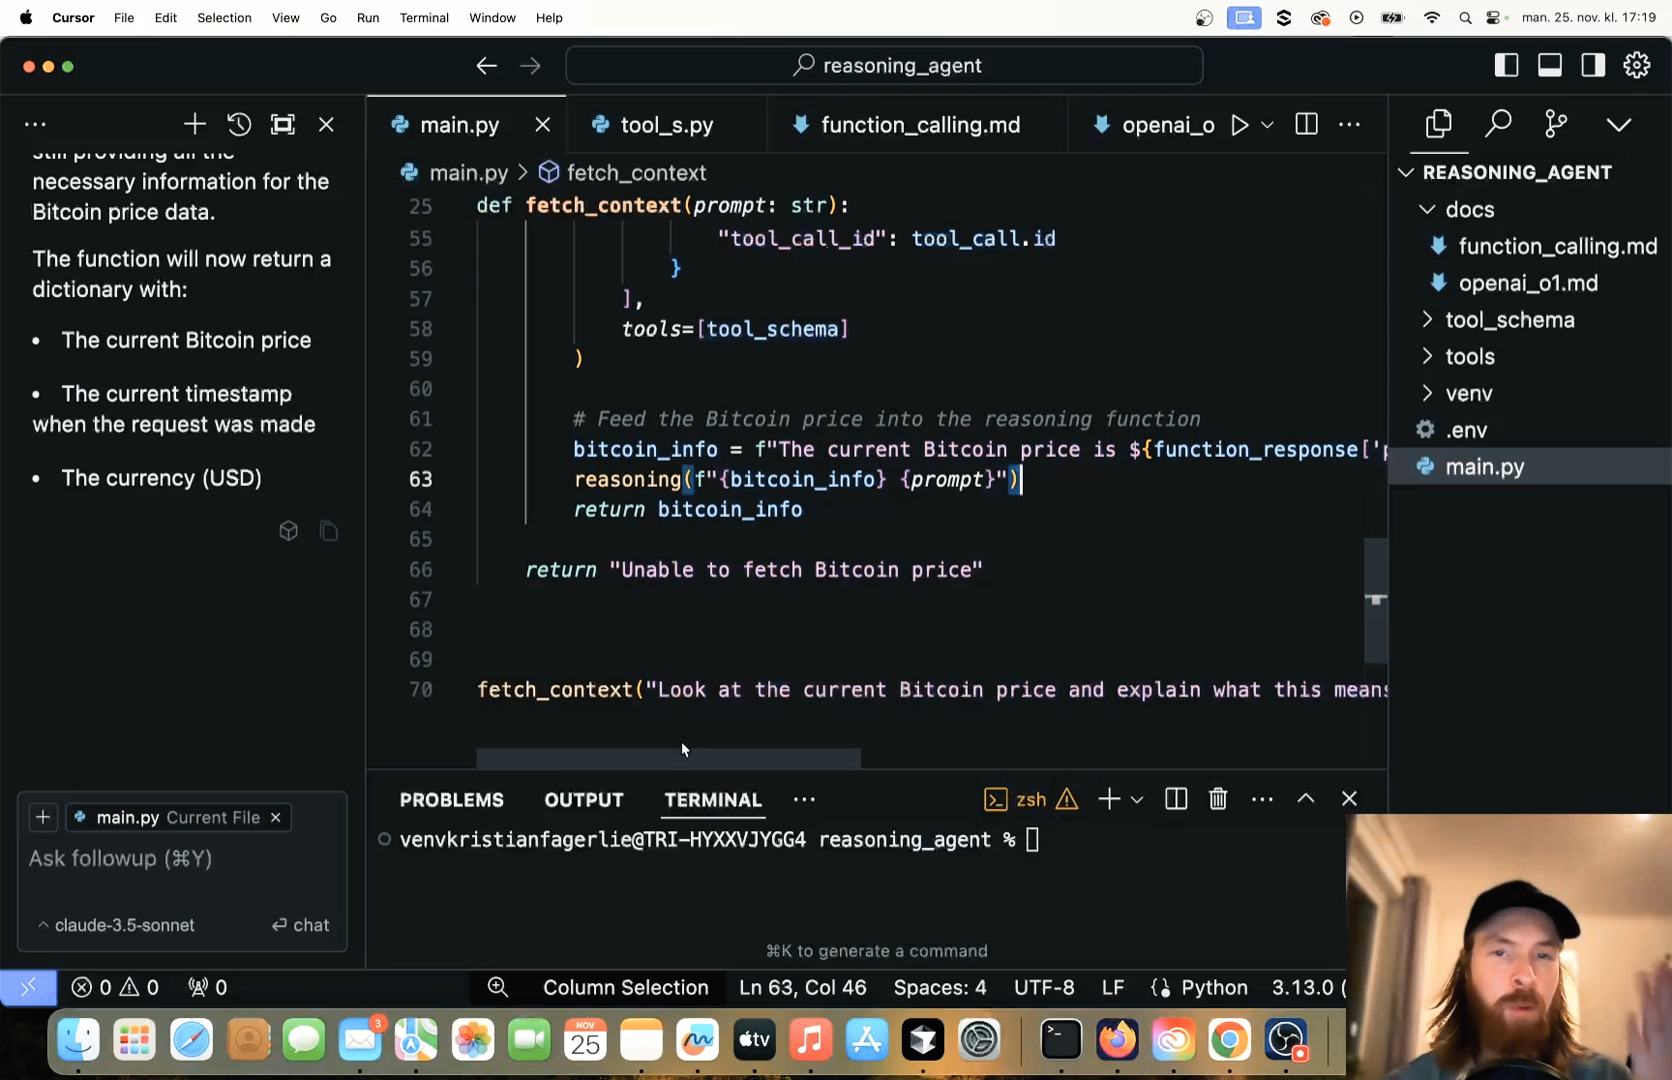 Cursor File Edit Selection View Go Run Terminal Window Help
man. 25. nov. kl. 17:19
reasoning_agent
main.py
tool_s.py
function_calling.md
openai_o
still providing all the
necessary information for the
Bitcoin price data.
The function will now return a
dictionary with:
• The current Bitcoin price
• The current timestamp
when the request was made
• The currency (USD)
main.py Current File
Ask followup (⌘Y)
claude-3.5-sonnet
chat
main.py > fetch_context
25 def fetch_context(prompt: str):
55 "tool_call_id": tool_call.id
56 }
57 ],
58 tools=[tool_schema]
59 )
60
61 # Feed the Bitcoin price into the reasoning function
62 bitcoin_info = f"The current Bitcoin price is ${function_response['p
63 reasoning(f"{bitcoin_info} {prompt}")
64 return bitcoin_info
65
66 return "Unable to fetch Bitcoin price"
67
68
69
70 fetch_context("Look at the current Bitcoin price and explain what this means
REASONING_AGENT
docs
function_calling.md
openai_o1.md
tool_schema
tools
venv
.env
main.py
PROBLEMS OUTPUT TERMINAL
zsh
venvkristianfagerlie@TRI-HYXXVJYGG4 reasoning_agent %
⌘K to generate a command
0 0 0
Column Selection Ln 63, Col 46 Spaces: 4 UTF-8 LF Python 3.13.0 (
3
NOV
25